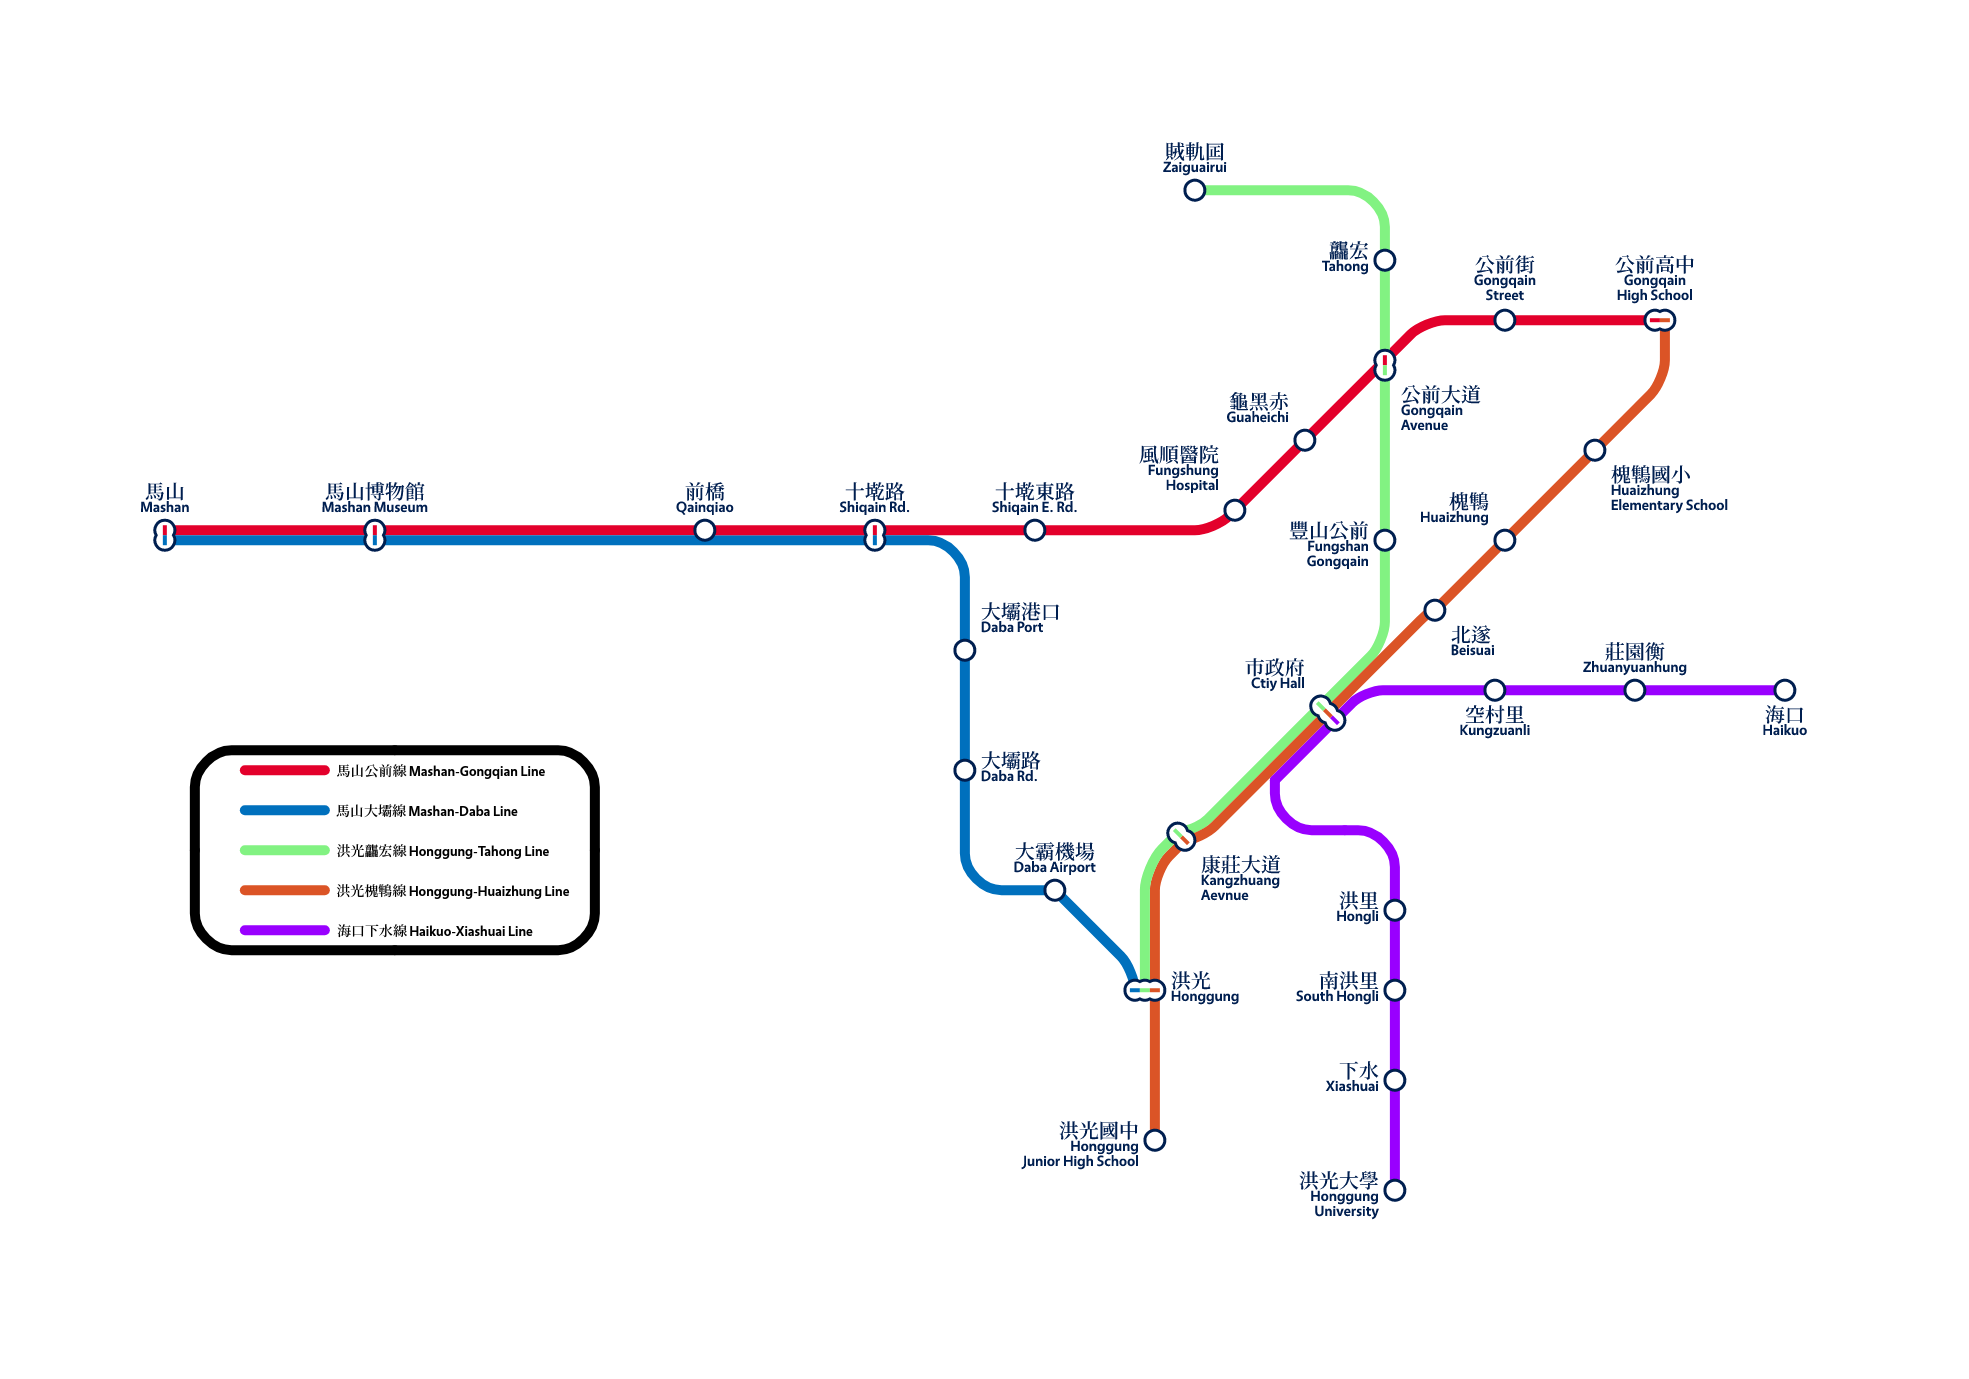 賊軌囸
Zaiguairui
龘宏
Tahong
公前街
Gongqain
Street
公前高中
Gongqain
High School
公前大道
Gongqain
Avenue
龜黑赤
Guaheichi
風順醫院
Fungshung
Hospital
槐鵯國小
Huaizhung
Elementary School
馬山
Mashan
馬山博物館
Mashan Museum
前橋
Qainqiao
十墘路
Shiqain Rd.
十墘東路
Shiqain E. Rd.
槐鵯
Huaizhung
豐山公前
Fungshan
Gongqain
大壩港口
Daba Port
北遂
Beisuai
市政府
Ctiy Hall
莊園衡
Zhuanyuanhung
空村里
Kungzuanli
海口
Haikuo
大壩路
Daba Rd.
馬山公前線 Mashan-Gongqian Line
馬山大壩線 Mashan-Daba Line
洪光龘宏線 Honggung-Tahong Line
洪光槐鵯線 Honggung-Huaizhung Line
海口下水線 Haikuo-Xiashuai Line
大霸機場
Daba Airport
康莊大道
Kangzhuang
Aevnue
洪里
Hongli
洪光
Honggung
南洪里
South Hongli
下水
Xiashuai
洪光國中
Honggung
Junior High School
洪光大學
Honggung
University